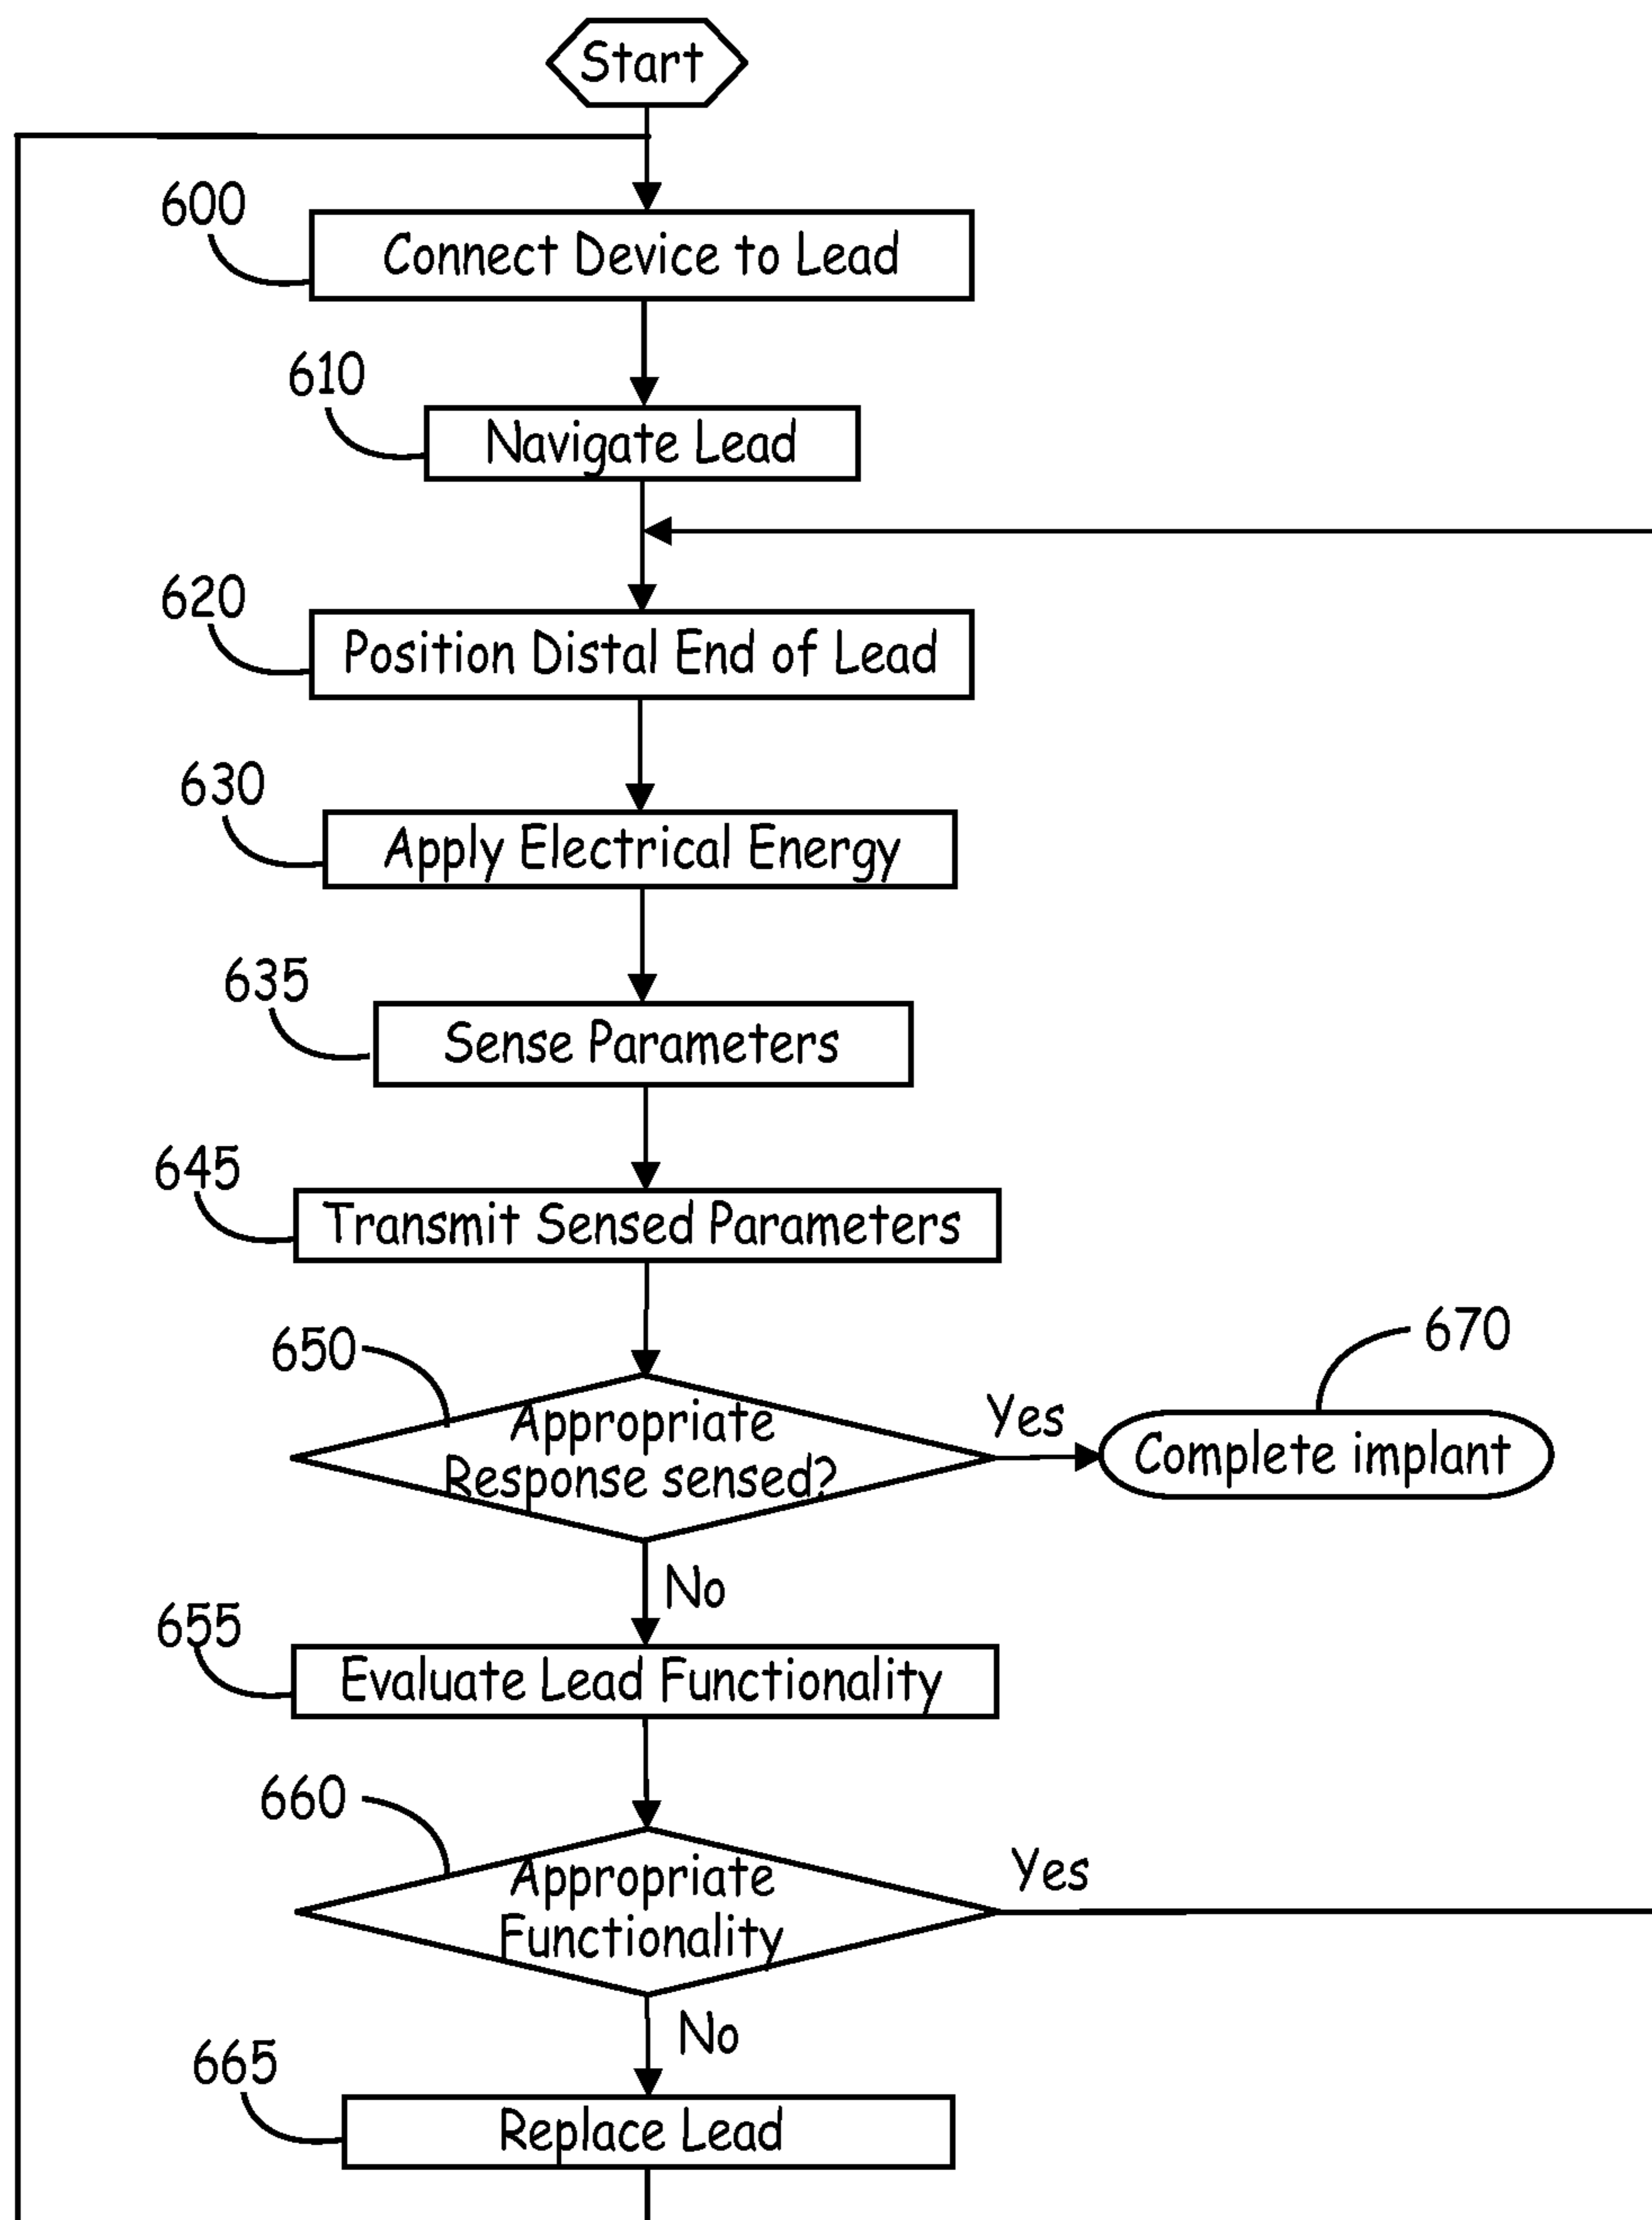 Start
600
Connect Device to Lead
610
Navigate Lead
620
Position Distal End of Lead
630
Apply Electrical Energy
635
Sense Parameters
645
Transmit Sensed Parameters
650
Appropriate
Response sensed?
Yes
670
Complete implant
No
655
Evaluate Lead Functionality
660
Appropriate
Functionality
Yes
No
665
Replace Lead